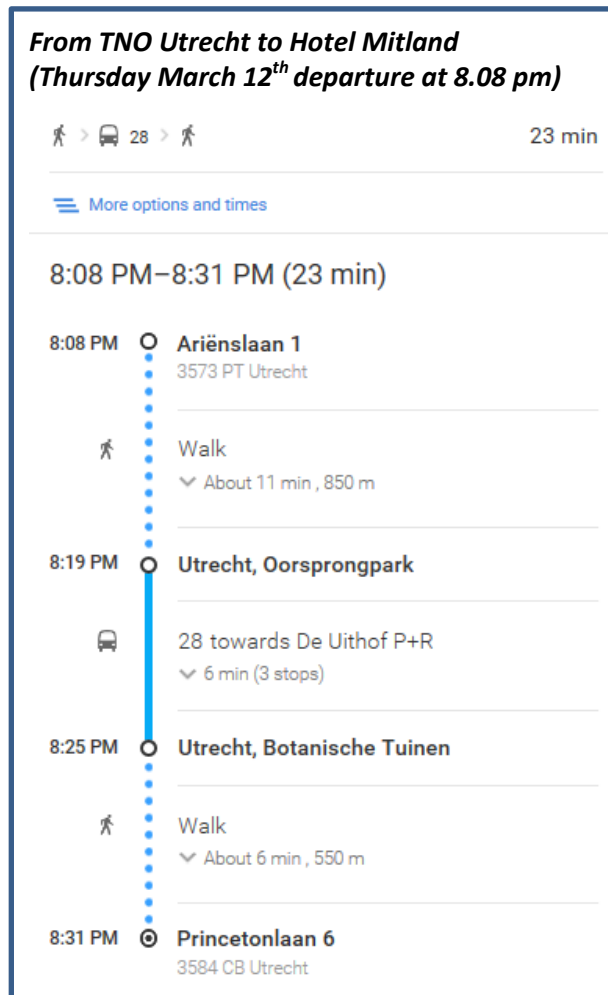 From TNO Utrecht to Hotel Mitland
(Thursday March 12th departure at 8.08 pm)
28
23 min
More options and times
8:08 PM–8:31 PM (23 min)
8:08 PM
Ariënslaan 1
3573 PT Utrecht
Walk
About 11 min , 850 m
8:19 PM
Utrecht, Oorsprongpark
28 towards De Uithof P+R
6 min (3 stops)
8:25 PM
Utrecht, Botanische Tuinen
Walk
About 6 min , 550 m
8:31 PM
Princetonlaan 6
3584 CB Utrecht